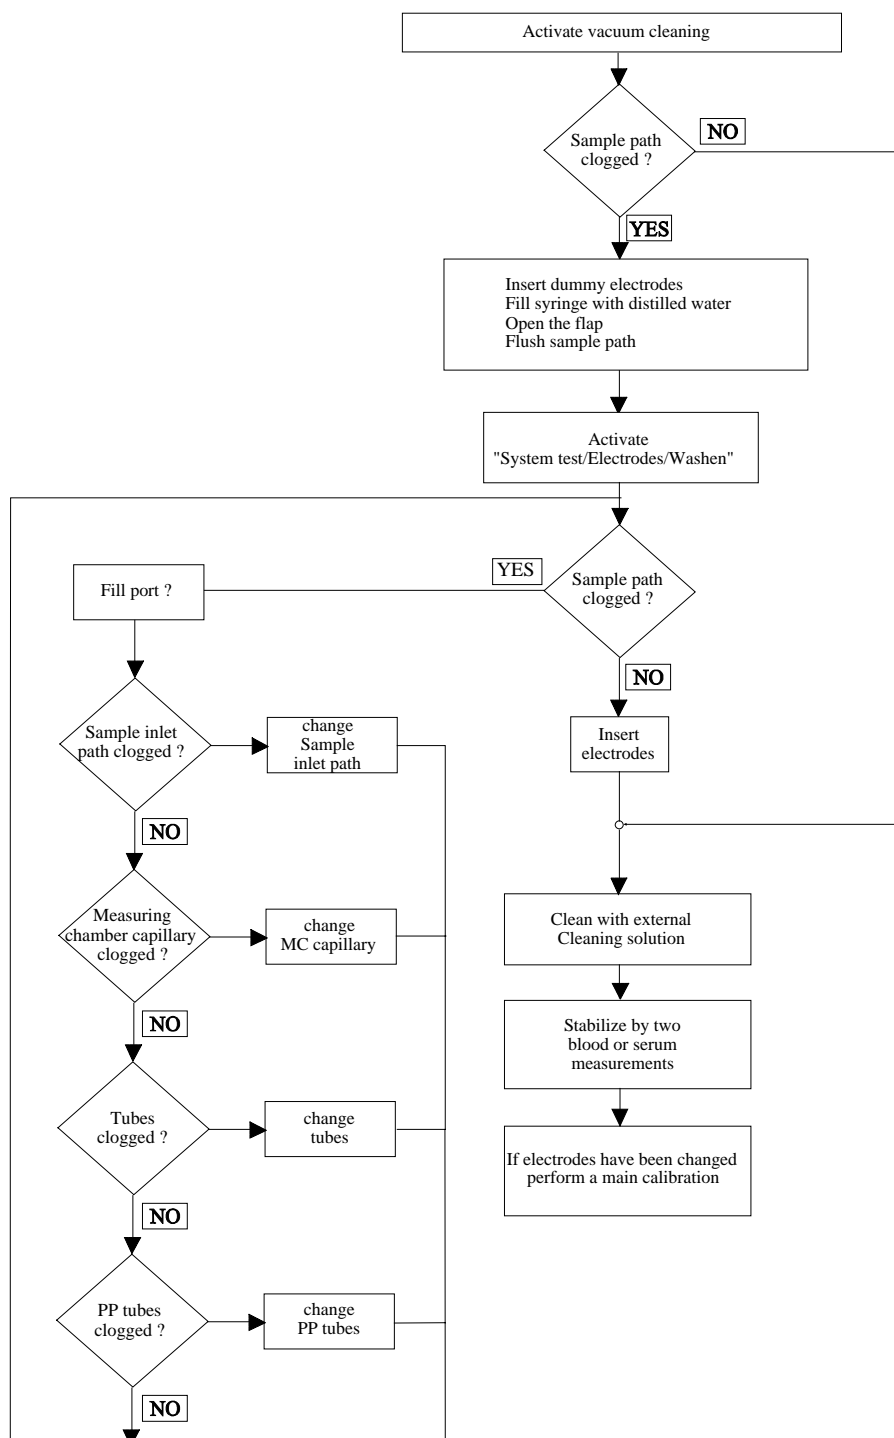 Activate vacuum cleaning
NO
Sample path
clogged ?
YES
Insert dummy electrodes
Fill syringe with distilled water
Open the flap
Flush sample path
Activate
"System test/Electrodes/Washen"
YES
Sample path
clogged ?
Fill port ?
NO
Sample inlet
path clogged ?
change
Sample
inlet path
Insert
electrodes
NO
Measuring
chamber capillary
clogged ?
change
MC capillary
Clean with external
Cleaning solution
NO
Stabilize by two
blood or serum
measurements
Tubes
clogged ?
change
tubes
If electrodes have been changed
perform a main calibration
NO
PP tubes
clogged ?
change
PP tubes
NO